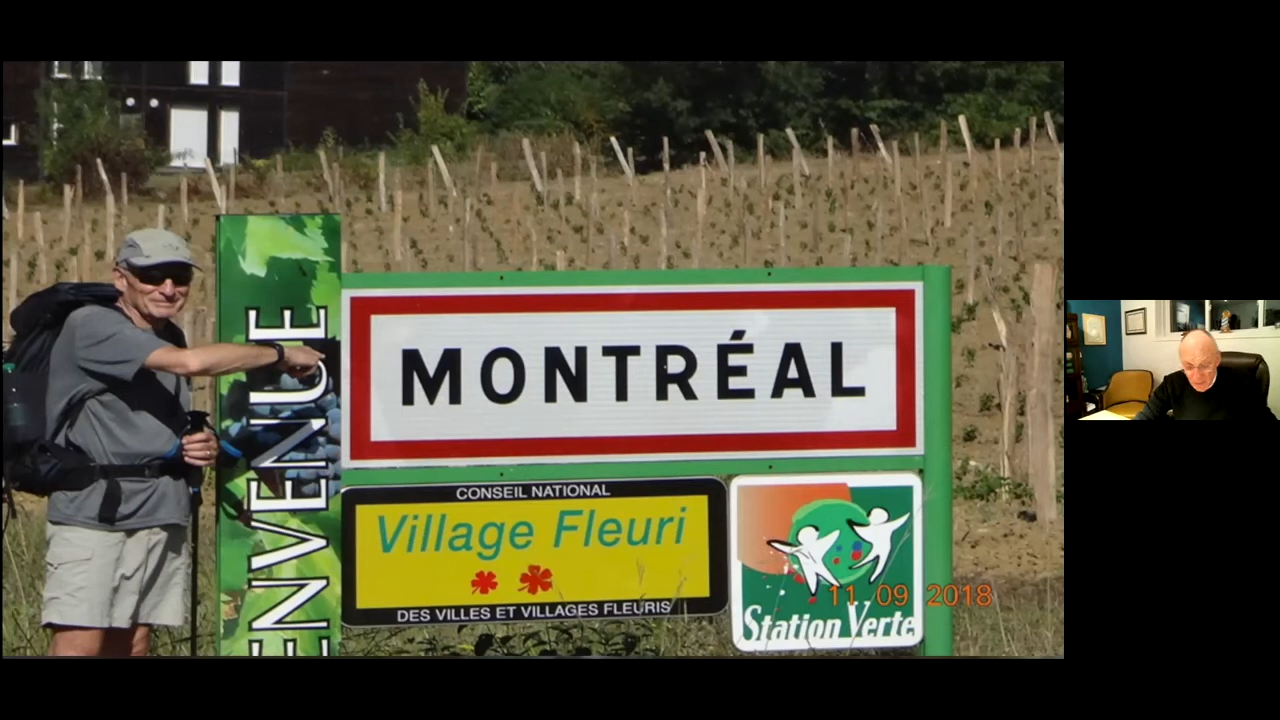 ENVENUE
MONTRÉAL
CONSEIL NATIONAL
Village Fleuri
DES VILLES ET VILLAGES FLEURIS
Station Verte
11 09 2018